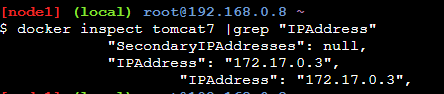 [node1] (local) root@192.168.0.8 ~
$ docker inspect tomcat7 |grep "IPAddress"
"SecondaryIPAddresses": null,
"IPAddress": "172.17.0.3",
"IPAddress": "172.17.0.3",